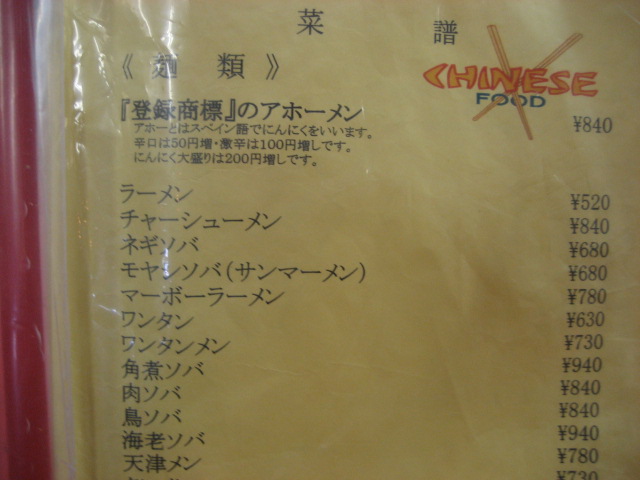 菜 譜
《 麺 類 》
CHINESE
FOOD
『登録商標』のアホーメン ¥840
アホーとはスペイン語でにんにくをいいます。
辛口は50円増・激辛は100円増しです。
にんにく大盛りは200円増しです。
ラーメン ¥520
チャーシューメン ¥840
ネギソバ ¥680
モヤシソバ(サンマーメン) ¥680
マーボーラーメン ¥780
ワンタン ¥630
ワンタンメン ¥730
角煮ソバ ¥940
肉ソバ ¥840
鳥ソバ ¥840
海老ソバ ¥940
天津メン ¥780
¥730